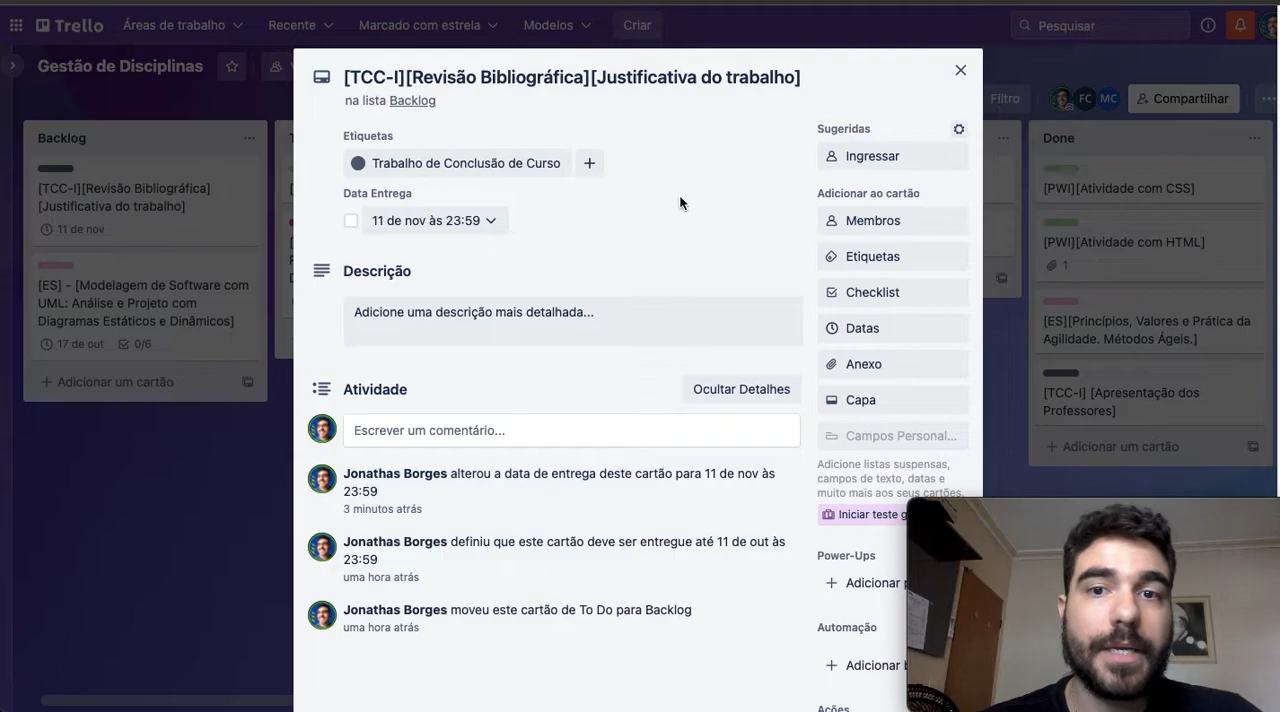 Trello
Áreas de trabalho
Recente
Marcado com estrela
Modelos
Criar
Pesquisar
Gestão de Disciplinas
FC
MC
Filtro
Compartilhar
Backlog
[TCC-I][Revisão Bibliográfica]
[Justificativa do trabalho]
11 de nov
[ES] - [Modelagem de Software com
UML: Análise e Projeto com
Diagramas Estáticos e Dinâmicos]
17 de out
0/6
Adicionar um cartão
[TCC-I][Revisão Bibliográfica][Justificativa do trabalho]
na lista Backlog
Etiquetas
Trabalho de Conclusão de Curso
Data Entrega
11 de nov às 23:59
Descrição
Adicione uma descrição mais detalhada...
Atividade
Ocultar Detalhes
Escrever um comentário...
Jonathas Borges alterou a data de entrega deste cartão para 11 de nov às
23:59
3 minutos atrás
Jonathas Borges definiu que este cartão deve ser entregue até 11 de out às
23:59
uma hora atrás
Jonathas Borges moveu este cartão de To Do para Backlog
uma hora atrás
Sugeridas
Ingressar
Adicionar ao cartão
Membros
Etiquetas
Checklist
Datas
Anexo
Capa
Campos Personal...
Adicione listas suspensas,
campos de texto, datas e
muito mais aos seus cartões.
Iniciar teste
Power-Ups
Adicionar
Automação
Adicionar
Ações
Done
[PWI][Atividade com CSS]
[PWI][Atividade com HTML]
1
[ES][Princípios, Valores e Prática da
Agilidade. Métodos Ágeis.]
[TCC-I] [Apresentação dos
Professores]
Adicionar um cartão